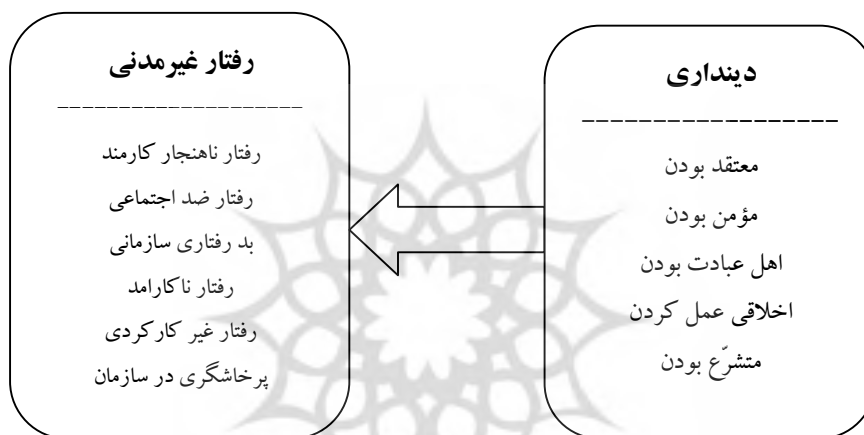 دینداری
معتقد بودن
مؤمن بودن
اهل عبادت بودن
اخلاقی عمل کردن
متشرّع بودن
رفتار غیرمدنی
رفتار ناهنجار کارمند
رفتار ضد اجتماعی
بد رفتاری سازمانی
رفتار ناکارامد
رفتار غیر کارکردی
پرخاشگری در سازمان